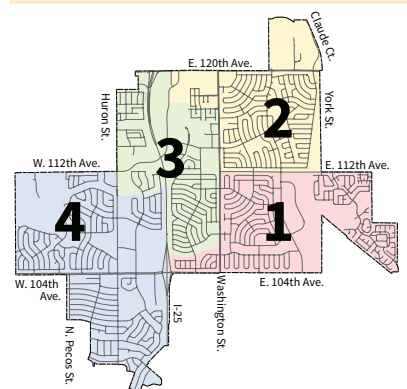 Claude Ct.
E. 120th Ave.
Huron St.
York St.
2
3
W. 112th Ave.
E. 112th Ave.
4
1
W. 104th
Ave.
E. 104th Ave.
N. Pecos St.
I-25
Washington St.